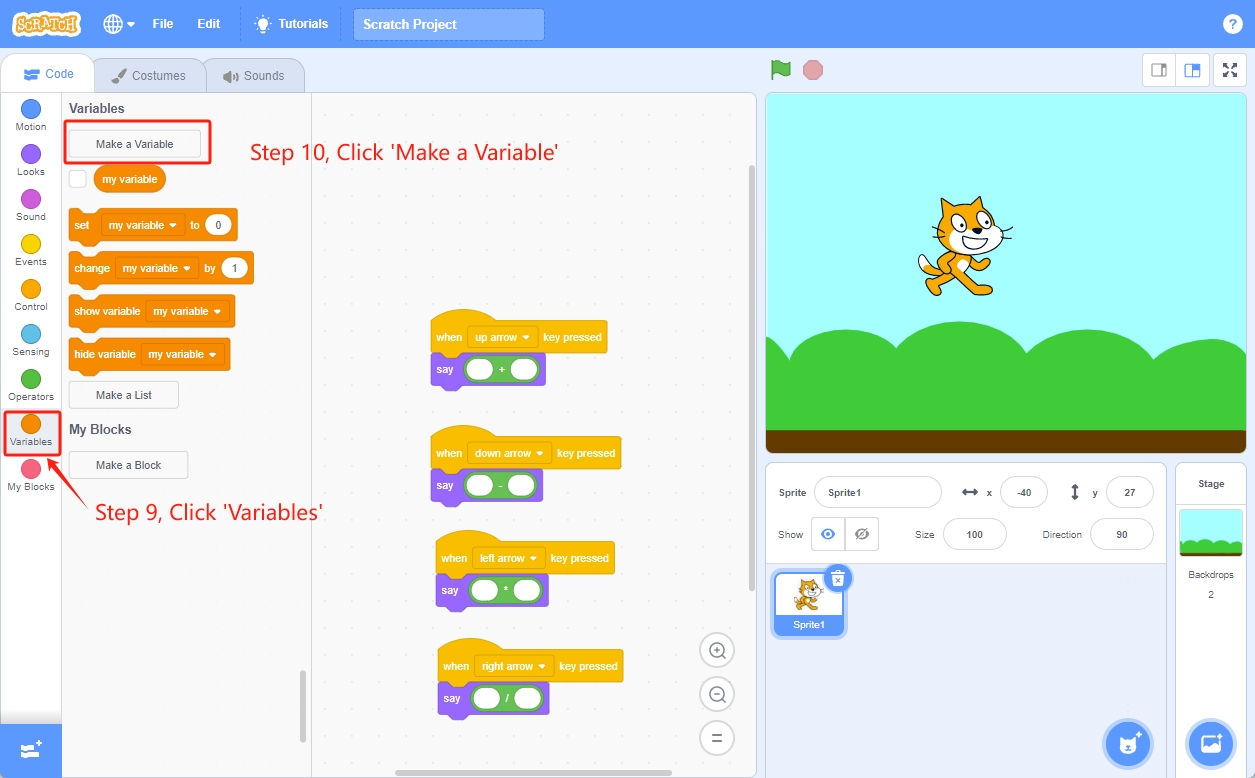 SCRATCH File Edit Tutorials Scratch Project ?
Code Costumes Sounds
Motion
Looks
Sound
Events
Control
Sensing
Operators
Variables
My Blocks
Variables
Make a Variable
my variable
set my variable to 0
change my variable by 1
show variable my variable
hide variable my variable
Make a List
My Blocks
Make a Block
Step 10, Click 'Make a Variable'
Step 9, Click 'Variables'
when up arrow key pressed
say +
when down arrow key pressed
say -
when left arrow key pressed
say *
when right arrow key pressed
say /
Sprite Sprite1 x -40 y 27
Show Size 100 Direction 90
Sprite1
Stage
Backdrops
2